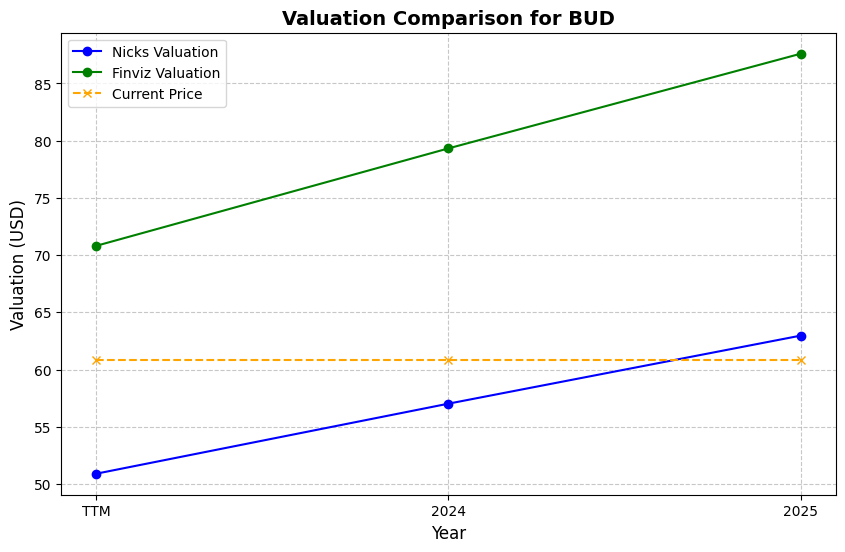 Valuation Comparison for BUD
Nicks Valuation
Finviz Valuation
Current Price
Valuation (USD)
85
80
75
70
65
60
55
50
TTM
2024
2025
Year